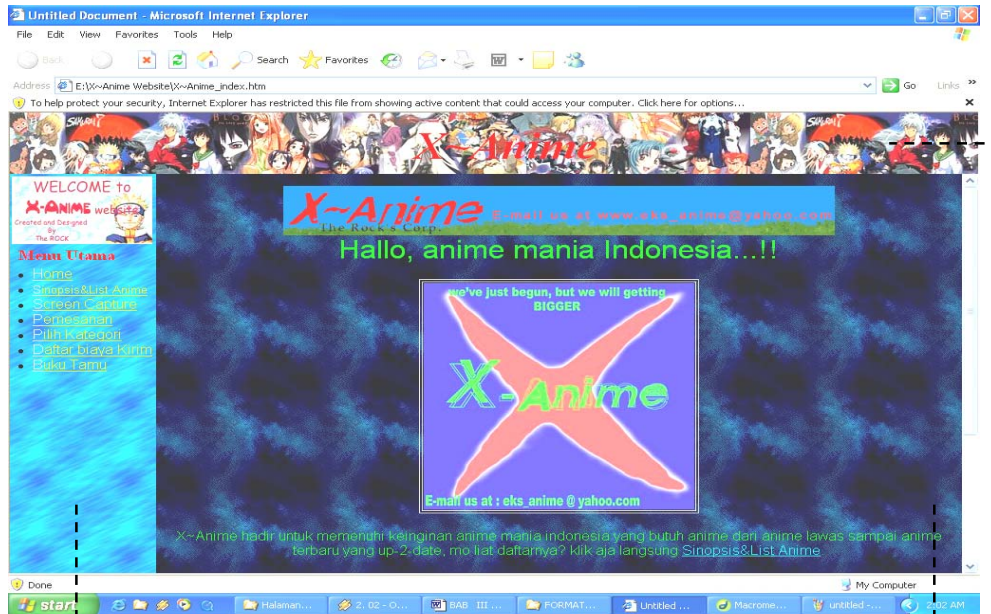 Untitled Document - Microsoft Internet Explorer
File Edit View Favorites Tools Help
Back Search Favorites
Address E:\X~Anime Website\X~Anime_index.htm Go Links
To help protect your security, Internet Explorer has restricted this file from showing active content that could access your computer. Click here for options...
X~Anime
WELCOME to
X-ANIME website
Created and Designed
By
The ROCK
Menu Utama
Home
Sinopsis&List Anime
Screen Capture
Pemesanan
Pilih Kategori
Daftar biaya Kirim
Buku Tamu
X~Anime E-mail us at www.eks_anime@yahoo.com
The Rock's Corp.
Hallo, anime mania Indonesia...!!
we've just begun, but we will getting
BIGGER
X-Anime
E-mail us at : eks_anime @ yahoo.com
X~Anime hadir untuk memenuhi keinginan anime mania indonesia yang butuh anime dari anime lawas sampai anime
terbaru yang up-2-date, mo liat daftarnya? klik aja langsung Sinopsis&List Anime
Done My Computer
start Halaman... 2. 02 - O... BAB III ... FORMAT... Untitled ... Macrome... untitled -... 2:02 AM